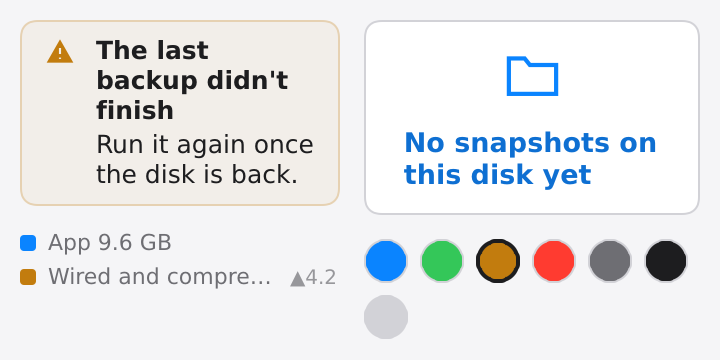 The last
backup didn't
finish
Run it again once
the disk is back.
App 9.6 GB
Wired and compre… ▲4.2
No snapshots on
this disk yet